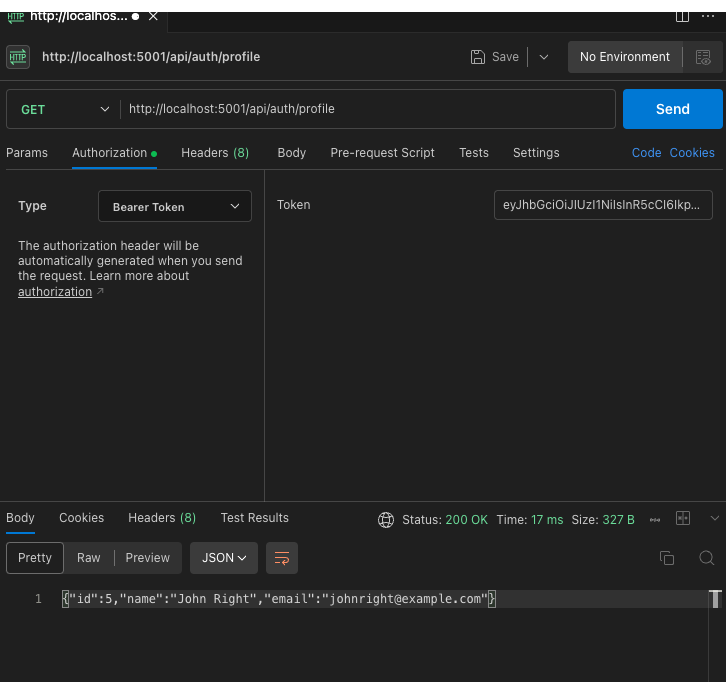 HTTP http://localhos...
HTTP http://localhost:5001/api/auth/profile Save No Environment
GET http://localhost:5001/api/auth/profile Send
Params Authorization Headers (8) Body Pre-request Script Tests Settings Code Cookies
Type Bearer Token Token eyJhbGciOiJIUzI1NiIsInR5cCI6Ikp...
The authorization header will be
automatically generated when you send
the request. Learn more about
authorization ↗
Body Cookies Headers (8) Test Results Status: 200 OK Time: 17 ms Size: 327 B
Pretty Raw Preview JSON
1 {"id":5,"name":"John Right","email":"johnright@example.com"}